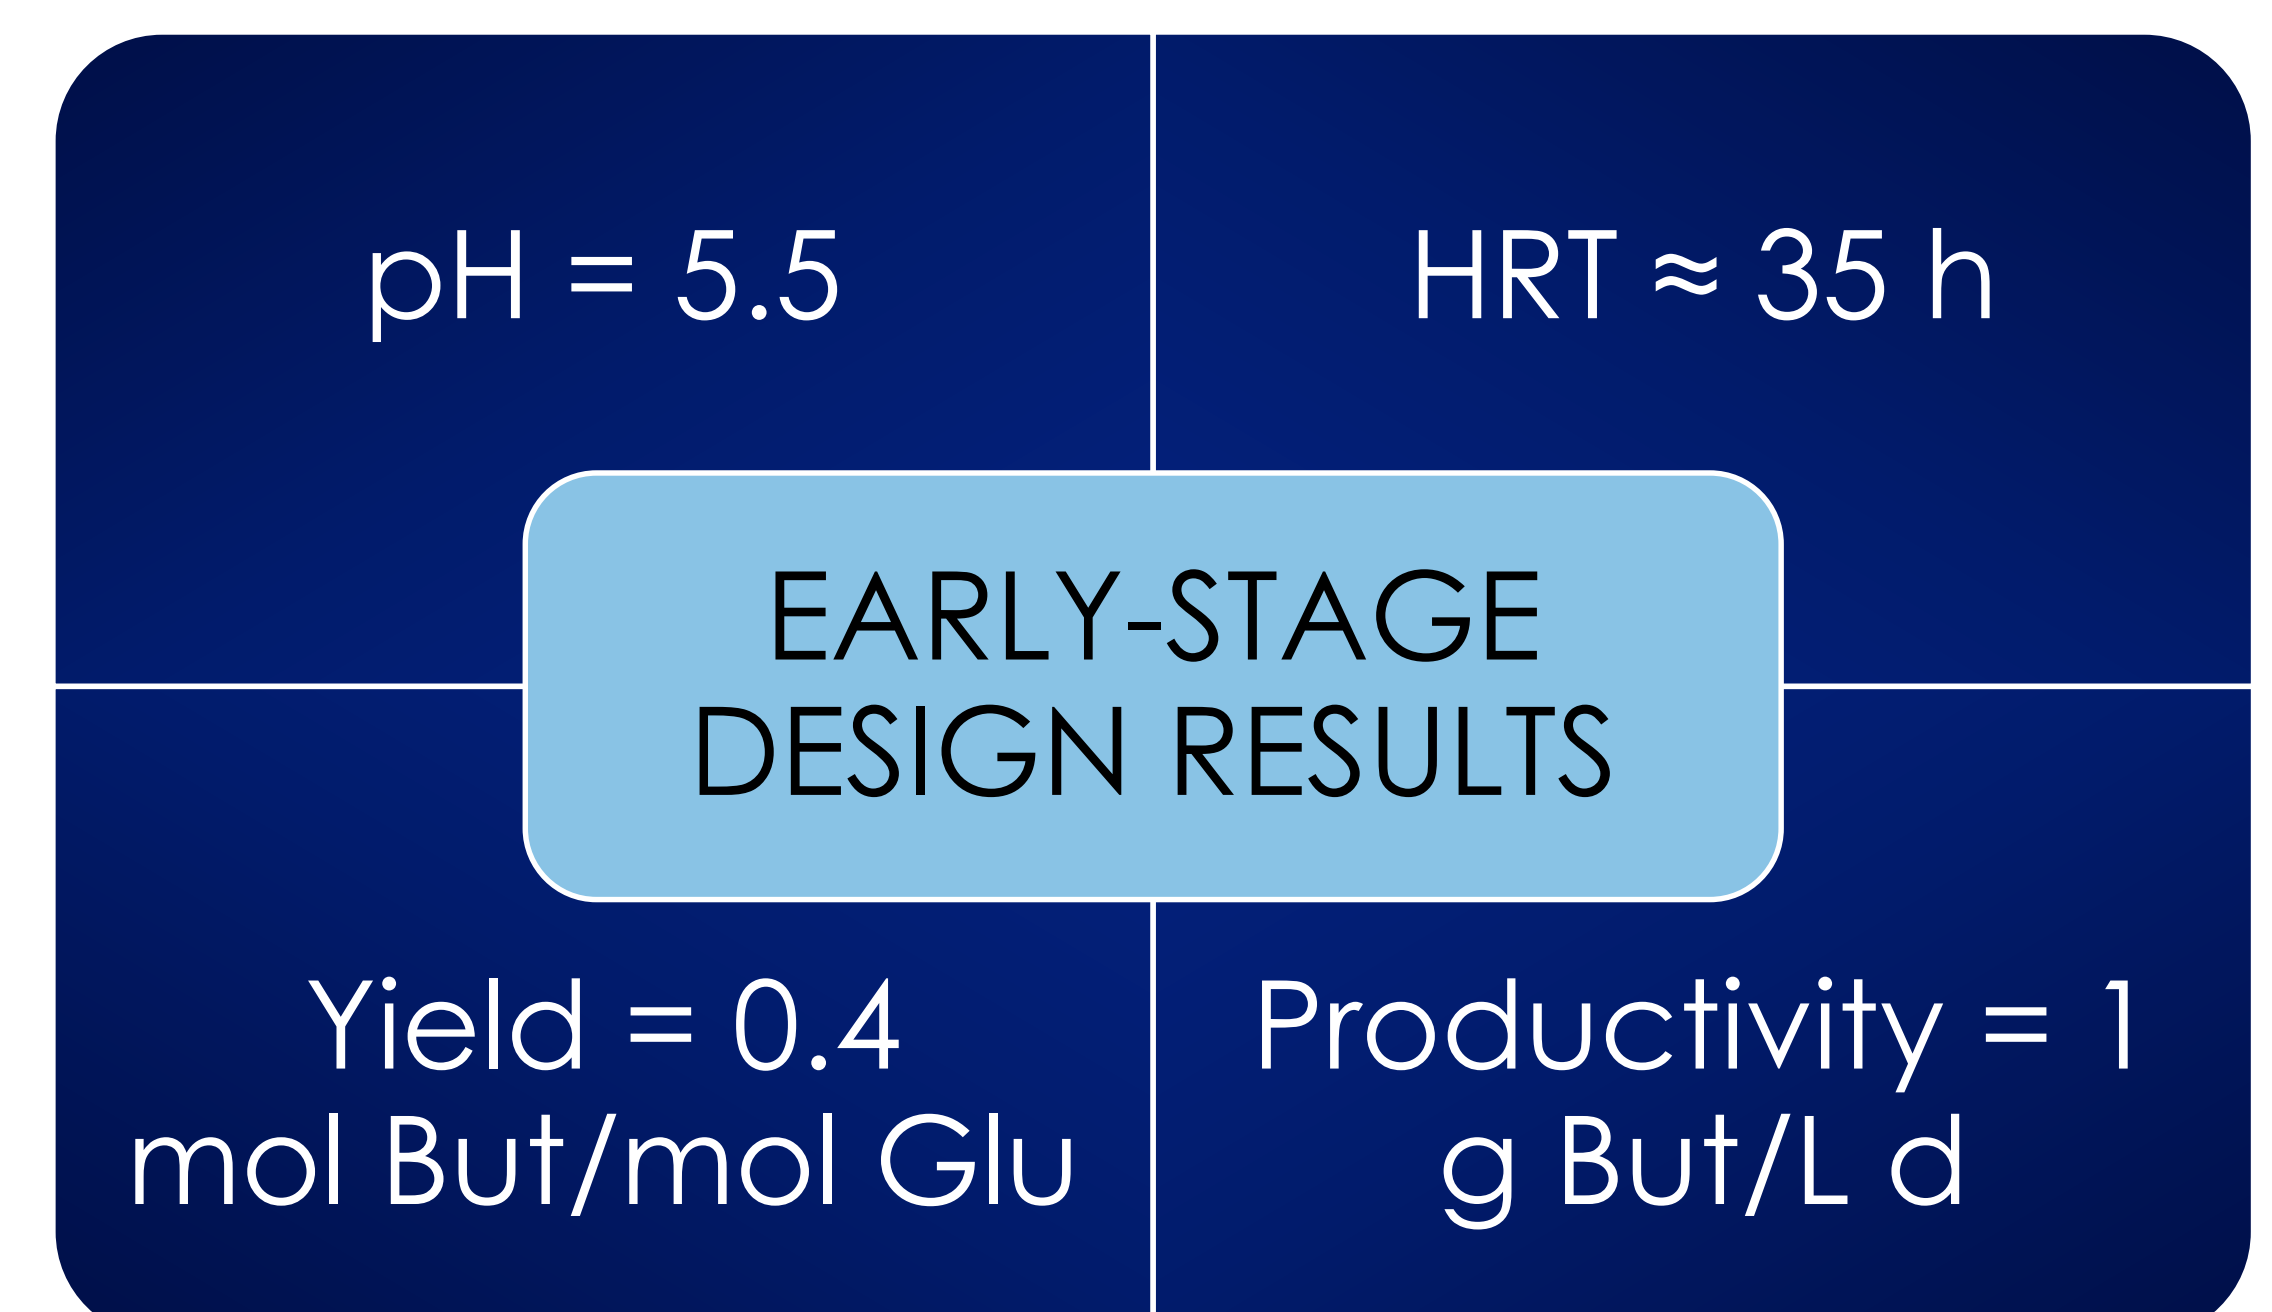 pH = 5.5
HRT ≈ 35 h
EARLY-STAGE
DESIGN RESULTS
Yield = 0.4
mol But/mol Glu
Productivity = 1
g But/L d